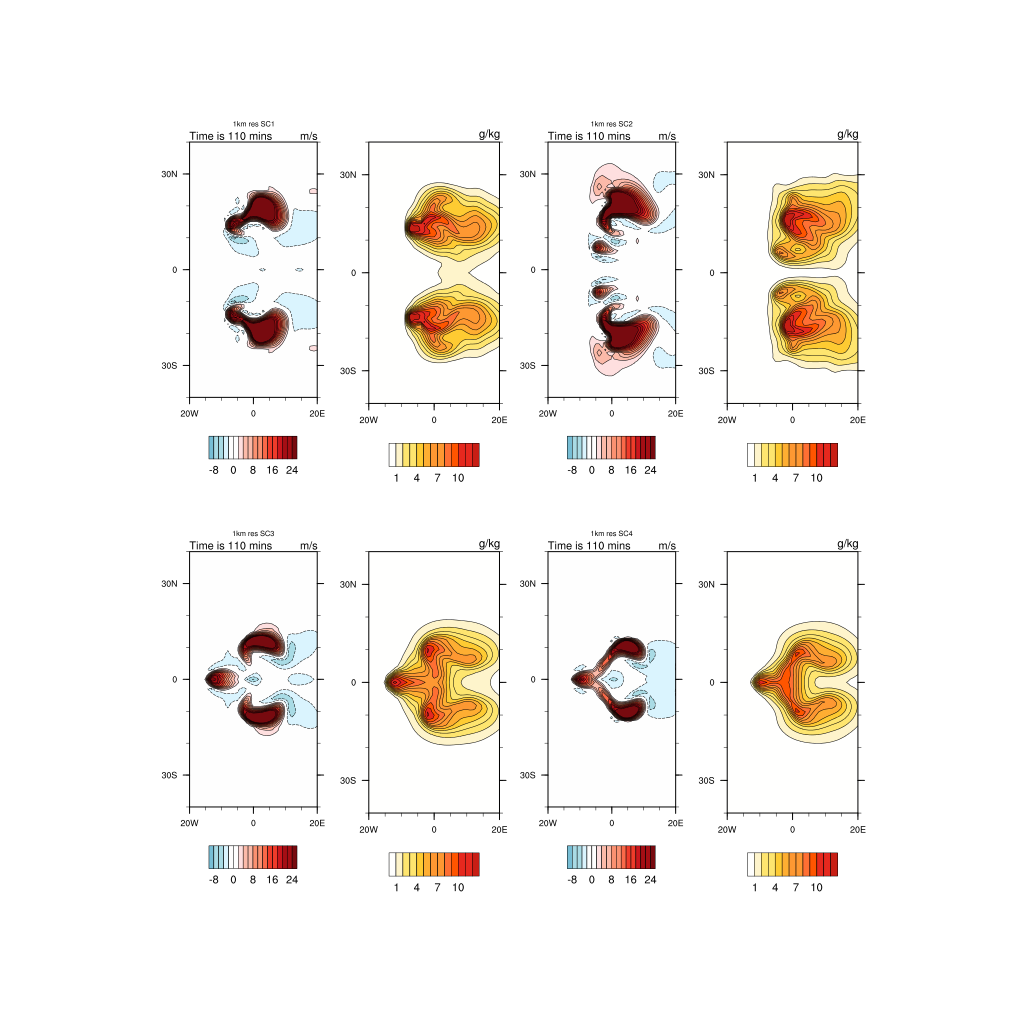 1km res SC1
Time is 110 mins m/s
g/kg
30N
0
30S
20W 0 20E
-8 0 8 16 24
30N
0
30S
20W 0 20E
1 4 7 10
1km res SC2
Time is 110 mins m/s
g/kg
30N
0
30S
20W 0 20E
-8 0 8 16 24
30N
0
30S
20W 0 20E
1 4 7 10
1km res SC3
Time is 110 mins m/s
g/kg
30N
0
30S
20W 0 20E
-8 0 8 16 24
30N
0
30S
20W 0 20E
1 4 7 10
1km res SC4
Time is 110 mins m/s
g/kg
30N
0
30S
20W 0 20E
-8 0 8 16 24
30N
0
30S
20W 0 20E
1 4 7 10